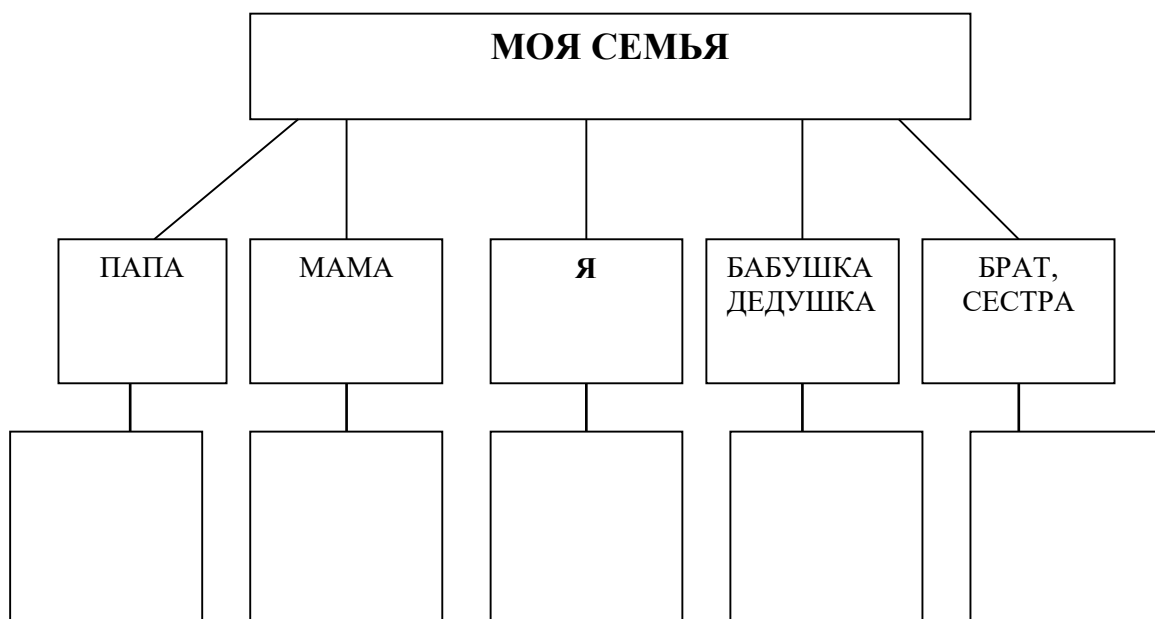 МОЯ СЕМЬЯ
ПАПА
МАМА
Я
БАБУШКА
ДЕДУШКА
БРАТ,
СЕСТРА